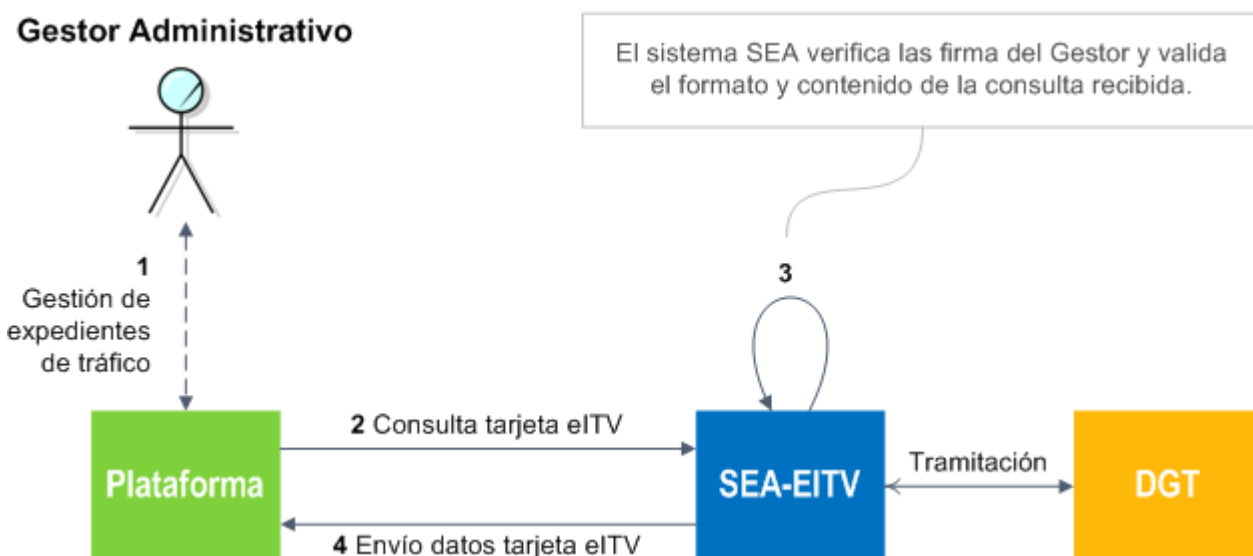 Gestor Administrativo
El sistema SEA verifica las firma del Gestor y valida
el formato y contenido de la consulta recibida.
1
Gestión de
expedientes
de tráfico
3
2 Consulta tarjeta eITV
Plataforma
SEA-EITV
Tramitación
DGT
4 Envío datos tarjeta eITV